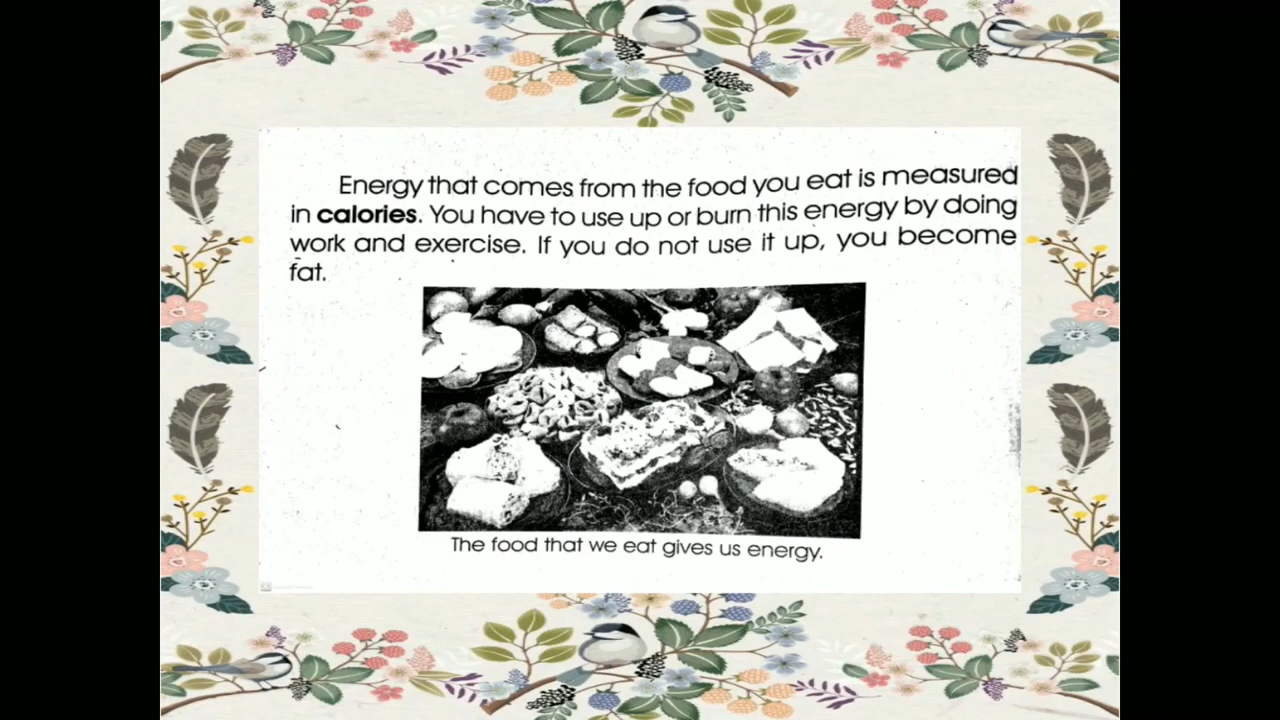 Energy that comes from the food you eat is measured
in calories. You have to use up or burn this energy by doing
work and exercise. If you do not use it up, you become
fat.
The food that we eat gives us energy.